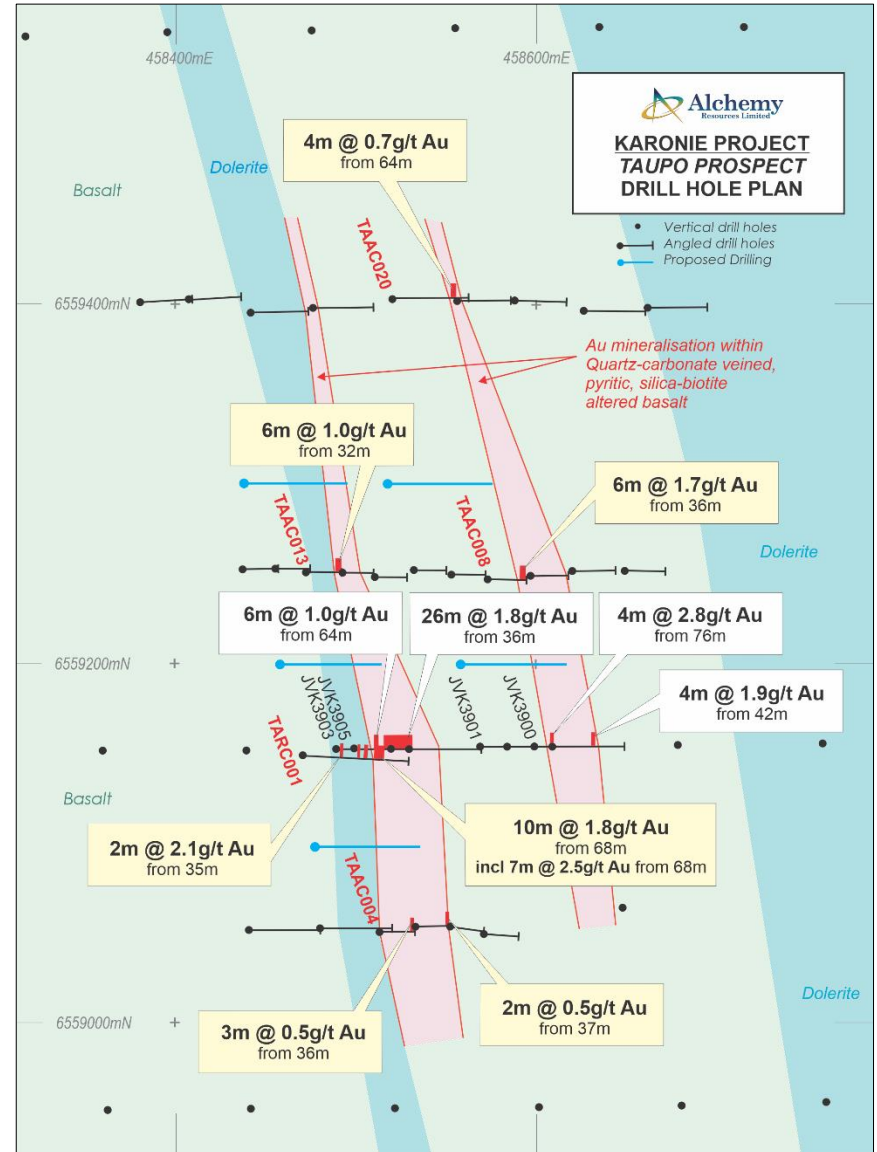 458400mE
458600mE
Alchemy
Resources Limited
KARONIE PROJECT
TAUPO PROSPECT
DRILL HOLE PLAN
Vertical drill holes
Angled drill holes
Proposed Drilling
4m @ 0.7g/t Au
from 64m
Dolerite
Basalt
TAAC020
6559400mN
Au mineralisation within
Quartz-carbonate veined,
pyritic, silica-biotite
altered basalt
6m @ 1.0g/t Au
from 32m
6m @ 1.7g/t Au
from 36m
TAAC013
TAAC008
Dolerite
6m @ 1.0g/t Au
from 64m
26m @ 1.8g/t Au
from 36m
4m @ 2.8g/t Au
from 76m
6559200mN
JVK3905
JVK3903
JVK3901
JVK3900
4m @ 1.9g/t Au
from 42m
TARC001
Basalt
2m @ 2.1g/t Au
from 35m
10m @ 1.8g/t Au
from 68m
incl 7m @ 2.5g/t Au from 68m
TAAC004
Dolerite
6559000mN
3m @ 0.5g/t Au
from 36m
2m @ 0.5g/t Au
from 37m